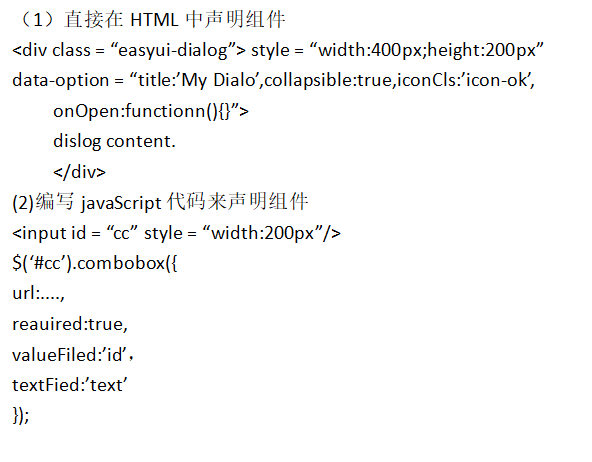 （1）直接在 HTML 中声明组件
<div class = “easyui-dialog”> style = “width:400px;height:200px”
data-option = “title:’My Dialo’,collapsible:true,iconCls:’icon-ok’,
onOpen:functionn(){}”>
dislog content.
</div>
(2)编写 javaScript 代码来声明组件
<input id = “cc” style = “width:200px”/>
$(‘#cc’).combobox({
url:....,
reauired:true,
valueFiled:’id’，
textFied:’text’
});